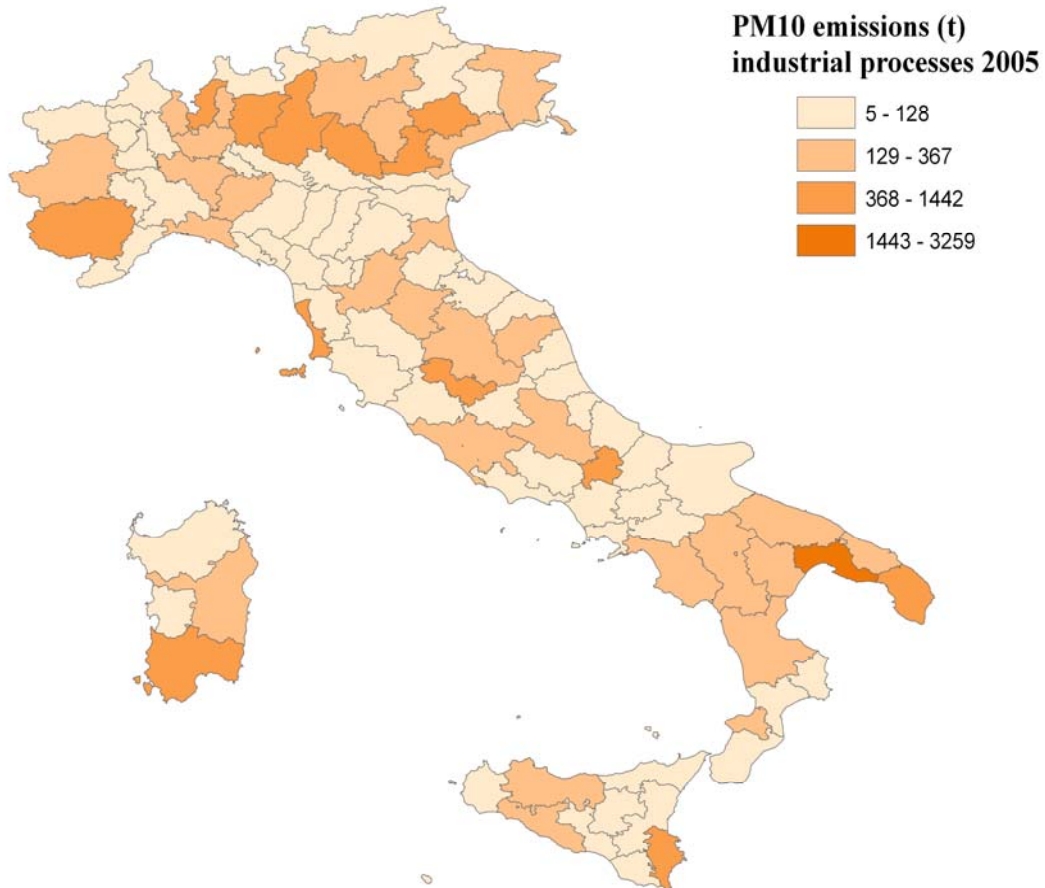 PM10 emissions (t)
industrial processes 2005
5 - 128
129 - 367
368 - 1442
1443 - 3259